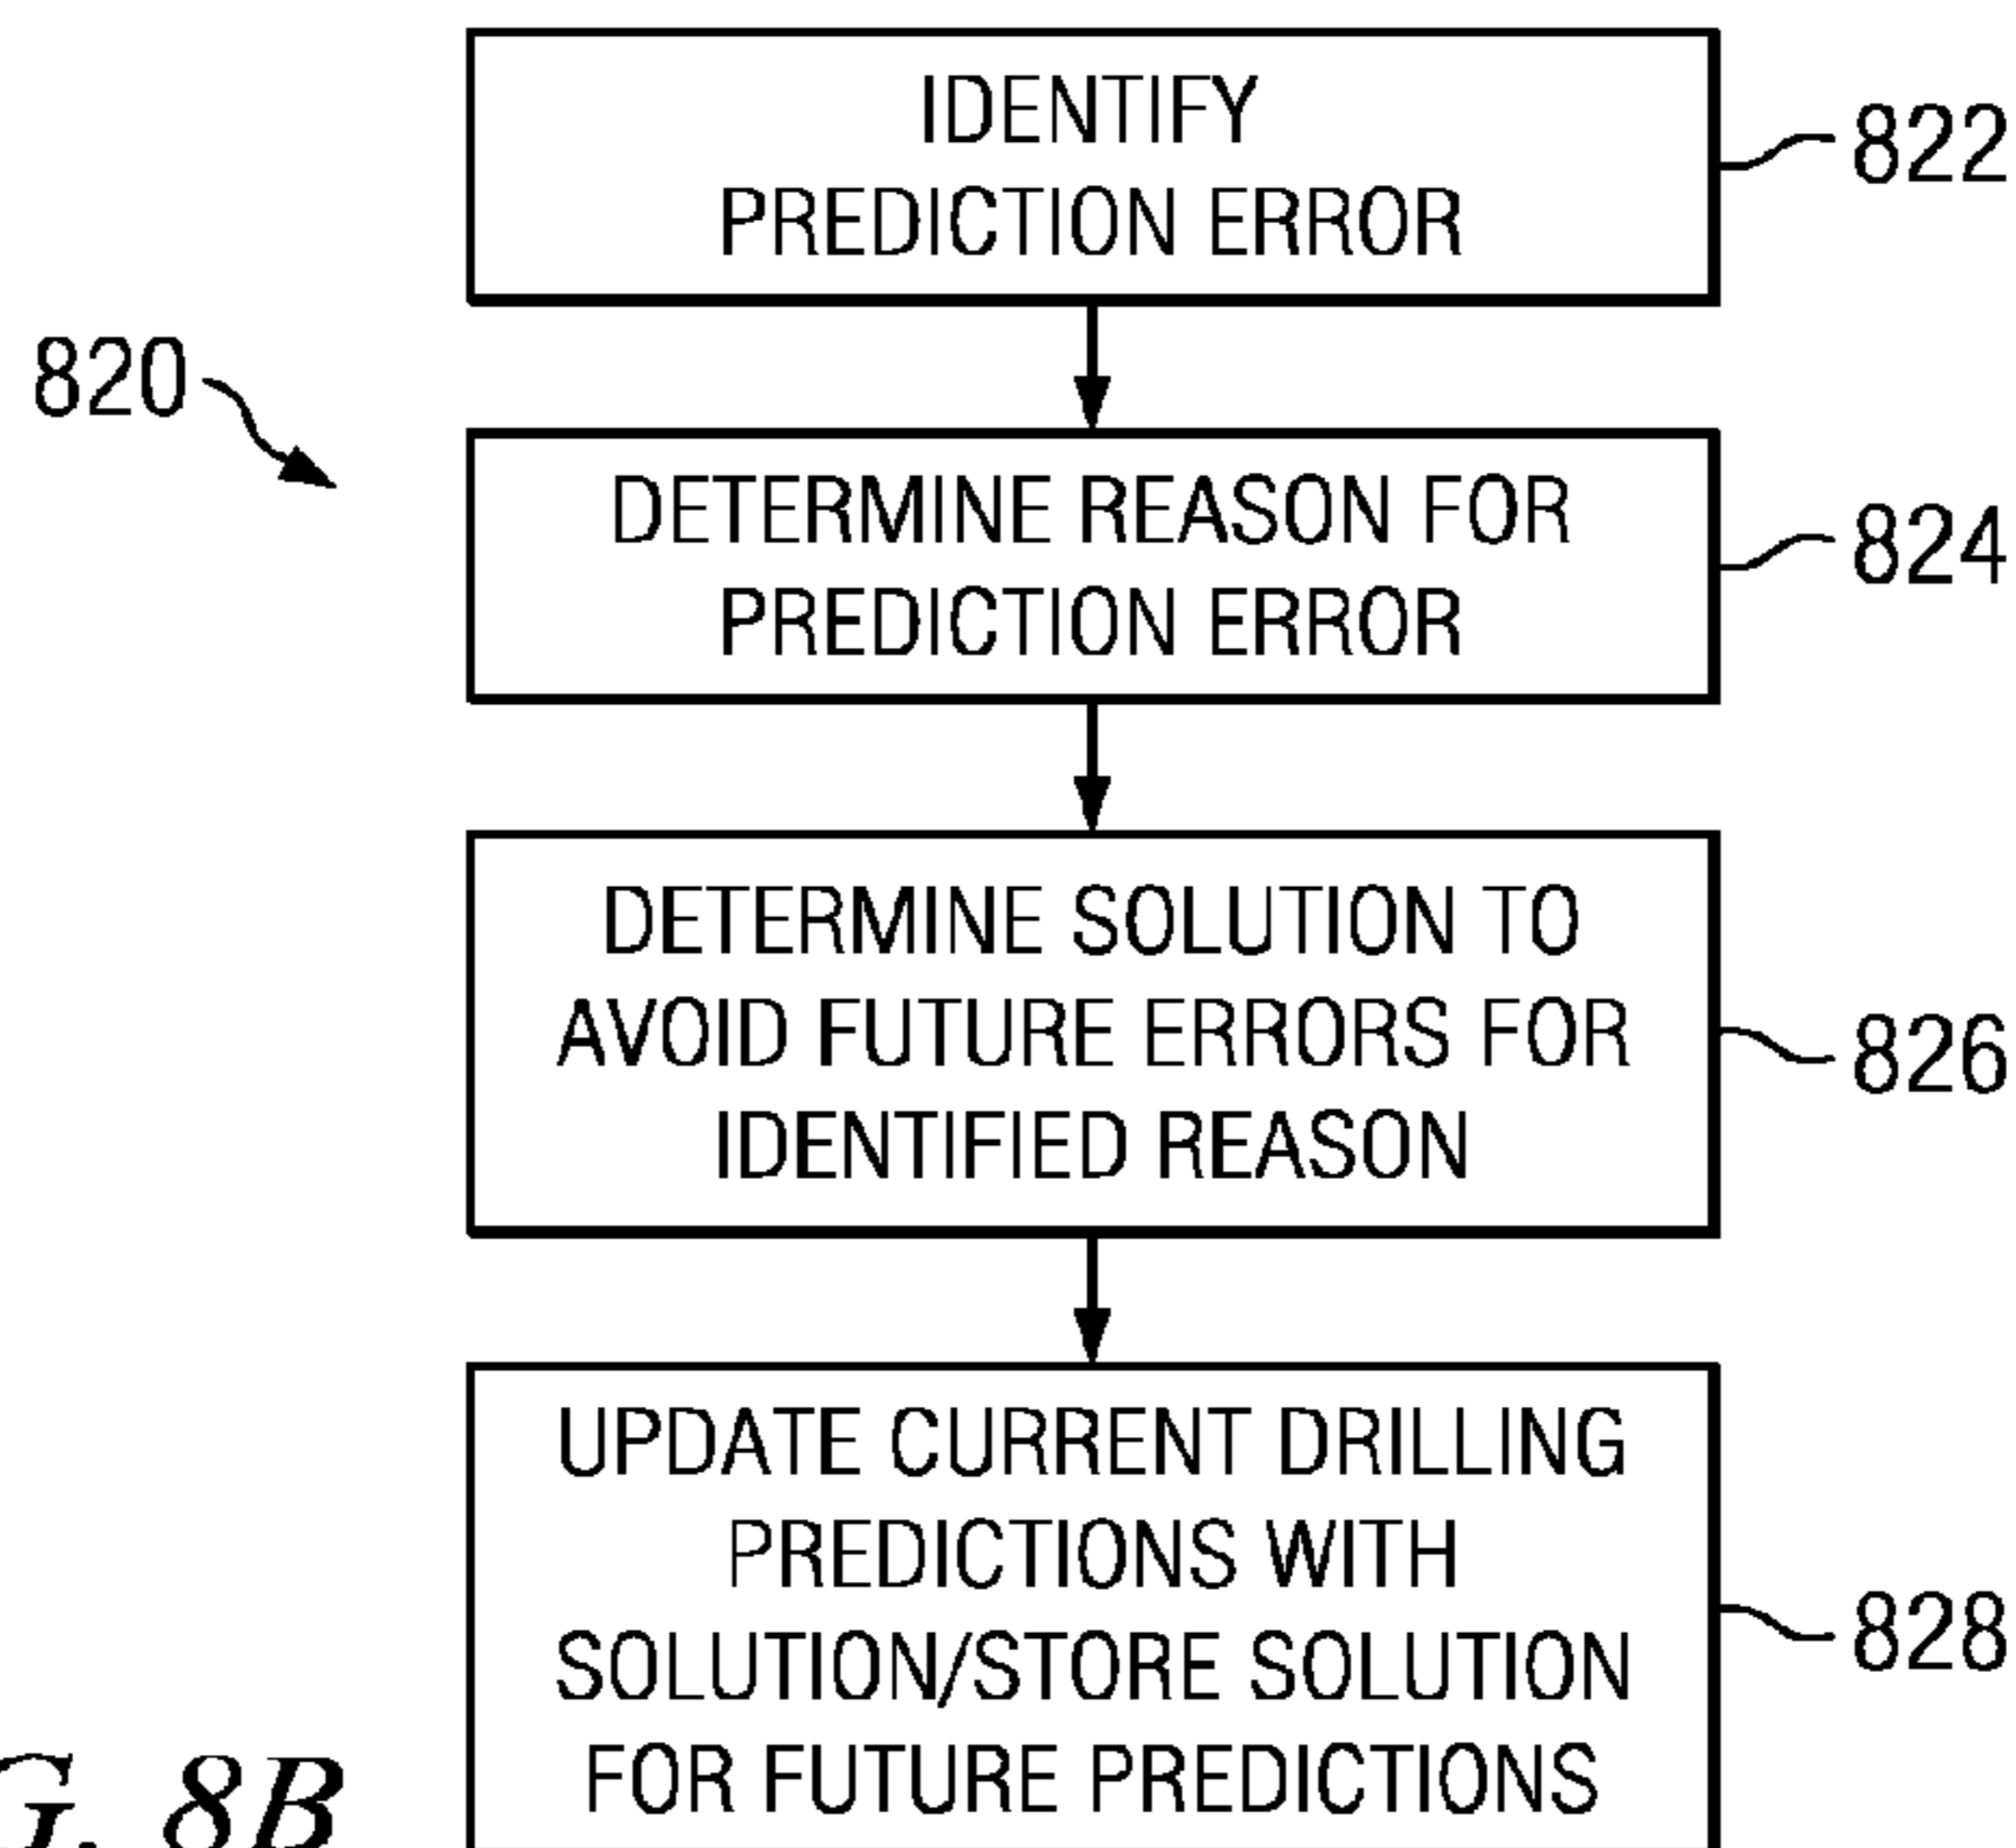 IDENTIFY
PREDICTION ERROR
822
820
DETERMINE REASON FOR
PREDICTION ERROR
824
DETERMINE SOLUTION TO
AVOID FUTURE ERRORS FOR
IDENTIFIED REASON
826
UPDATE CURRENT DRILLING
PREDICTIONS WITH
SOLUTION/STORE SOLUTION
FOR FUTURE PREDICTIONS
828
G. 8B